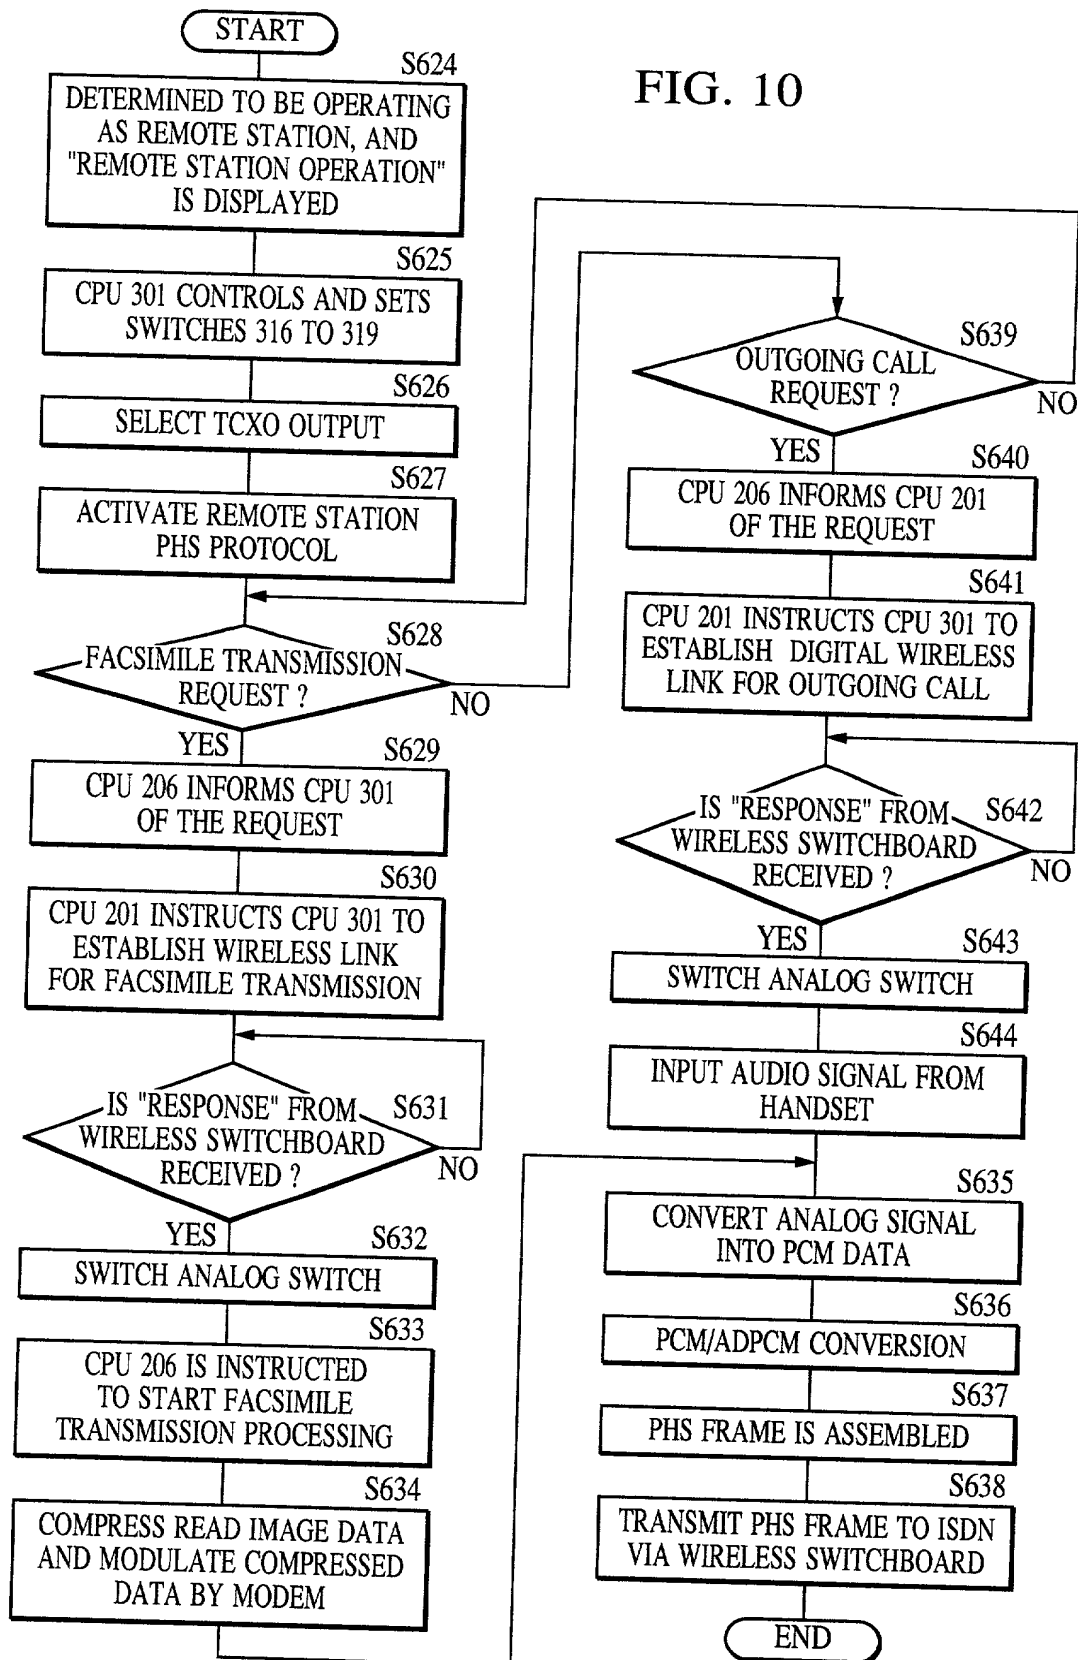 START
S624
DETERMINED TO BE OPERATING
AS REMOTE STATION, AND
"REMOTE STATION OPERATION"
IS DISPLAYED
S625
CPU 301 CONTROLS AND SETS
SWITCHES 316 TO 319
S626
SELECT TCXO OUTPUT
S627
ACTIVATE REMOTE STATION
PHS PROTOCOL
S628
FACSIMILE TRANSMISSION
REQUEST ?
NO
YES
S629
CPU 206 INFORMS CPU 301
OF THE REQUEST
S630
CPU 201 INSTRUCTS CPU 301 TO
ESTABLISH WIRELESS LINK
FOR FACSIMILE TRANSMISSION
IS "RESPONSE" FROM
S631
WIRELESS SWITCHBOARD
RECEIVED ?
NO
YES
S632
SWITCH ANALOG SWITCH
S633
CPU 206 IS INSTRUCTED
TO START FACSIMILE
TRANSMISSION PROCESSING
S634
COMPRESS READ IMAGE DATA
AND MODULATE COMPRESSED
DATA BY MODEM
FIG. 10
S639
OUTGOING CALL
REQUEST ?
NO
YES
S640
CPU 206 INFORMS CPU 201
OF THE REQUEST
S641
CPU 201 INSTRUCTS CPU 301 TO
ESTABLISH DIGITAL WIRELESS
LINK FOR OUTGOING CALL
IS "RESPONSE" FROM
S642
WIRELESS SWITCHBOARD
RECEIVED ?
NO
YES
S643
SWITCH ANALOG SWITCH
S644
INPUT AUDIO SIGNAL FROM
HANDSET
S635
CONVERT ANALOG SIGNAL
INTO PCM DATA
S636
PCM/ADPCM CONVERSION
S637
PHS FRAME IS ASSEMBLED
S638
TRANSMIT PHS FRAME TO ISDN
VIA WIRELESS SWITCHBOARD
END